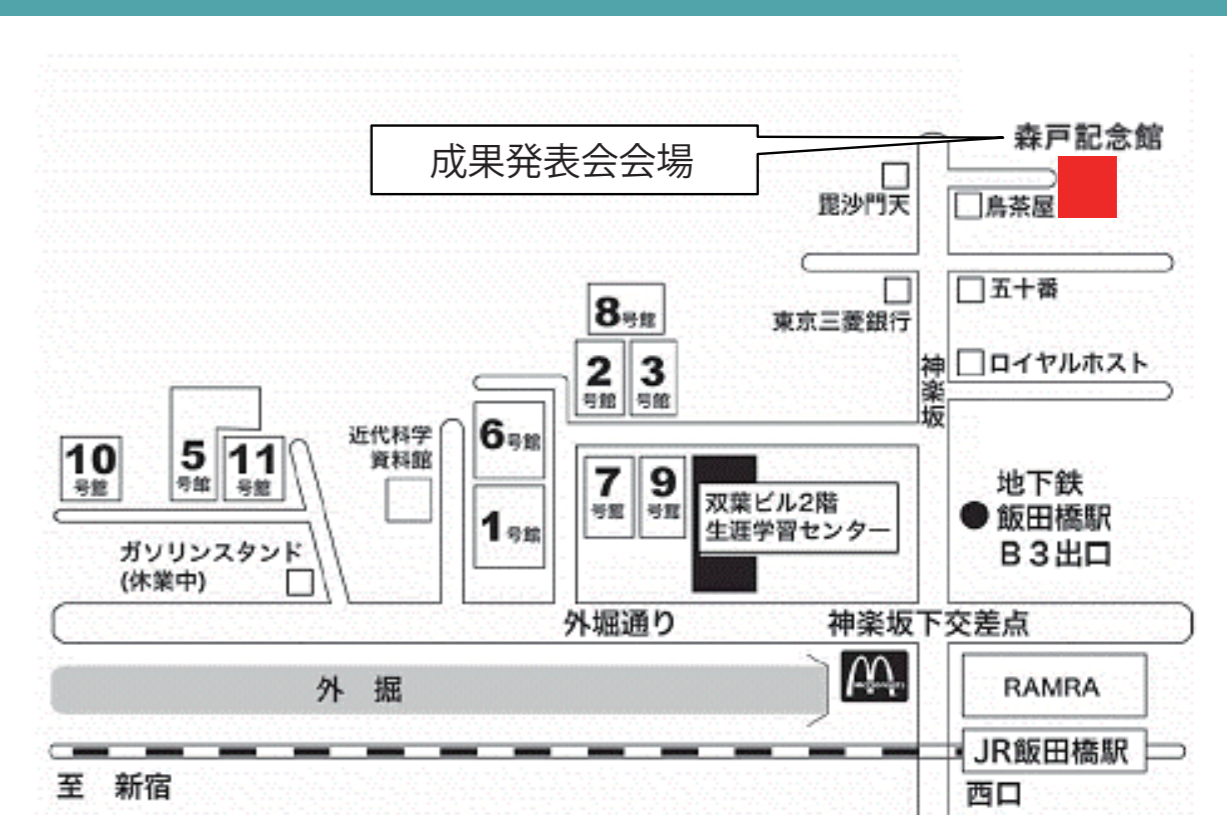 森戸記念館
成果発表会会場
毘沙門天
鳥茶屋
五十番
東京三菱銀行
8号館
2号館
3号館
ロイヤルホスト
神楽坂
近代科学
資料館
6号館
10号館
5号館
11号館
7号館
9号館
双葉ビル2階
生涯学習センター
地下鉄
飯田橋駅
B3出口
1号館
ガソリンスタンド
(休業中)
外堀通り
神楽坂下交差点
外 掘
McDonald's
RAMRA
JR飯田橋駅
至 新宿
西口